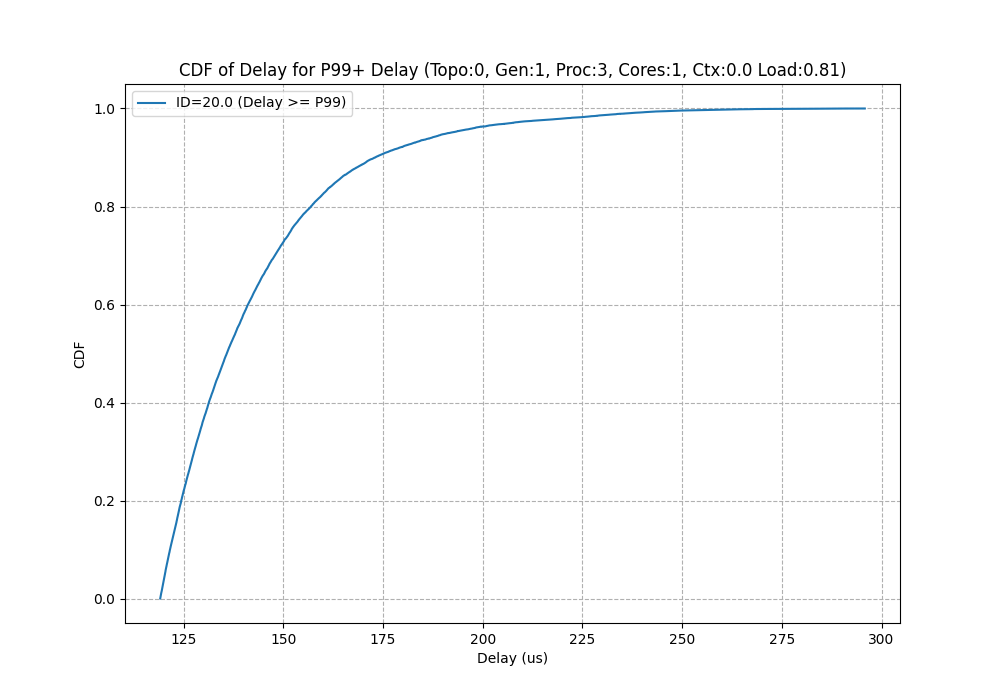 CDF of Delay for P99+ Delay (Topo:0, Gen:1, Proc:3, Cores:1, Ctx:0.0 Load:0.81)
ID=20.0 (Delay >= P99)
1.0
0.8
0.6
0.4
0.2
0.0
CDF
125 150 175 200 225 250 275 300
Delay (us)